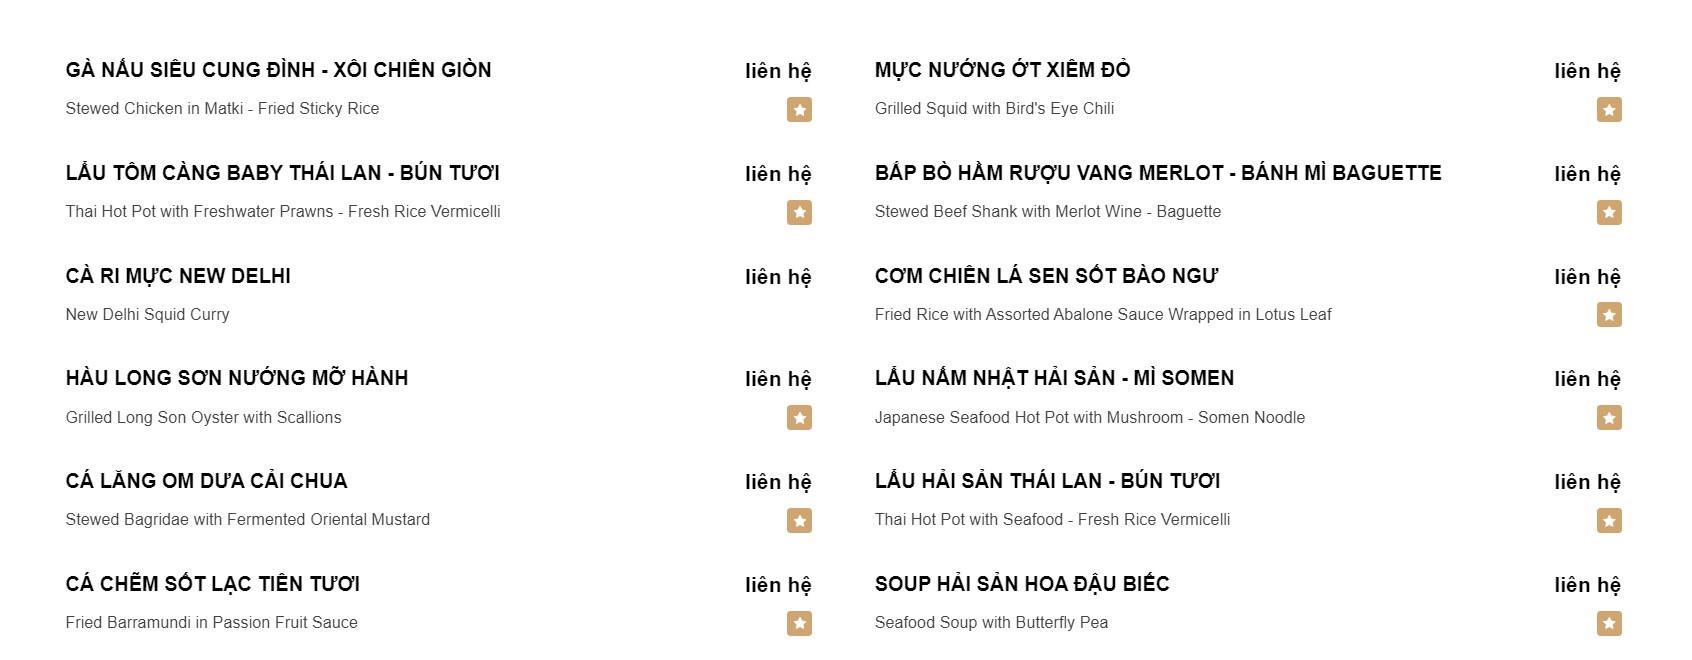 GÀ NẤU SIÊU CUNG ĐÌNH - XÔI CHIÊN GIÒN
liên hệ
Stewed Chicken in Matki - Fried Sticky Rice
LẨU TÔM CÀNG BABY THÁI LAN - BÚN TƯƠI
liên hệ
Thai Hot Pot with Freshwater Prawns - Fresh Rice Vermicelli
CÀ RI MỰC NEW DELHI
liên hệ
New Delhi Squid Curry
HÀU LONG SƠN NƯỚNG MỠ HÀNH
liên hệ
Grilled Long Son Oyster with Scallions
CÁ LĂNG OM DƯA CẢI CHUA
liên hệ
Stewed Bagridae with Fermented Oriental Mustard
CÁ CHẼM SỐT LẠC TIÊN TƯƠI
liên hệ
Fried Barramundi in Passion Fruit Sauce
MỰC NƯỚNG ỚT XIÊM ĐỎ
liên hệ
Grilled Squid with Bird's Eye Chili
BẮP BÒ HẦM RƯỢU VANG MERLOT - BÁNH MÌ BAGUETTE
liên hệ
Stewed Beef Shank with Merlot Wine - Baguette
CƠM CHIÊN LÁ SEN SỐT BÀO NGƯ
liên hệ
Fried Rice with Assorted Abalone Sauce Wrapped in Lotus Leaf
LẨU NẤM NHẬT HẢI SẢN - MÌ SOMEN
liên hệ
Japanese Seafood Hot Pot with Mushroom - Somen Noodle
LẨU HẢI SẢN THÁI LAN - BÚN TƯƠI
liên hệ
Thai Hot Pot with Seafood - Fresh Rice Vermicelli
SOUP HẢI SẢN HOA ĐẬU BIẾC
liên hệ
Seafood Soup with Butterfly Pea